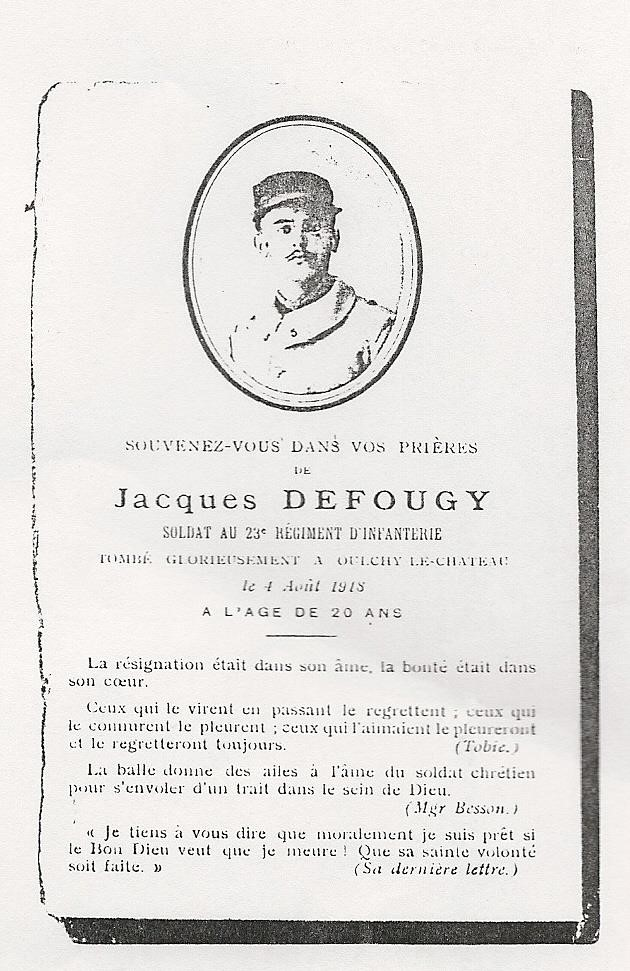 SOUVENEZ-VOUS DANS VOS PRIÈRES
DE
Jacques DEFOUGY
SOLDAT AU 23e RÉGIMENT D'INFANTERIE
TOMBÉ GLORIEUSEMENT A OULCHY LE-CHATEAU
le 4 Août 1918
A L'AGE DE 20 ANS
La résignation était dans son âme, la bonté était dans
son cœur.
Ceux qui le virent en passant le regrettent ; ceux qui
le connurent le pleurent ; ceux qui l'aimaient le pleureront
et le regretteront toujours. (Tobie.)
La balle donne des ailes à l'âme du soldat chrétien
pour s'envoler d'un trait dans le sein de Dieu.
(Mgr Besson.)
« Je tiens à vous dire que moralement je suis prêt si
le Bon Dieu veut que je meure ! Que sa sainte volonté
soit faite. » (Sa dernière lettre.)